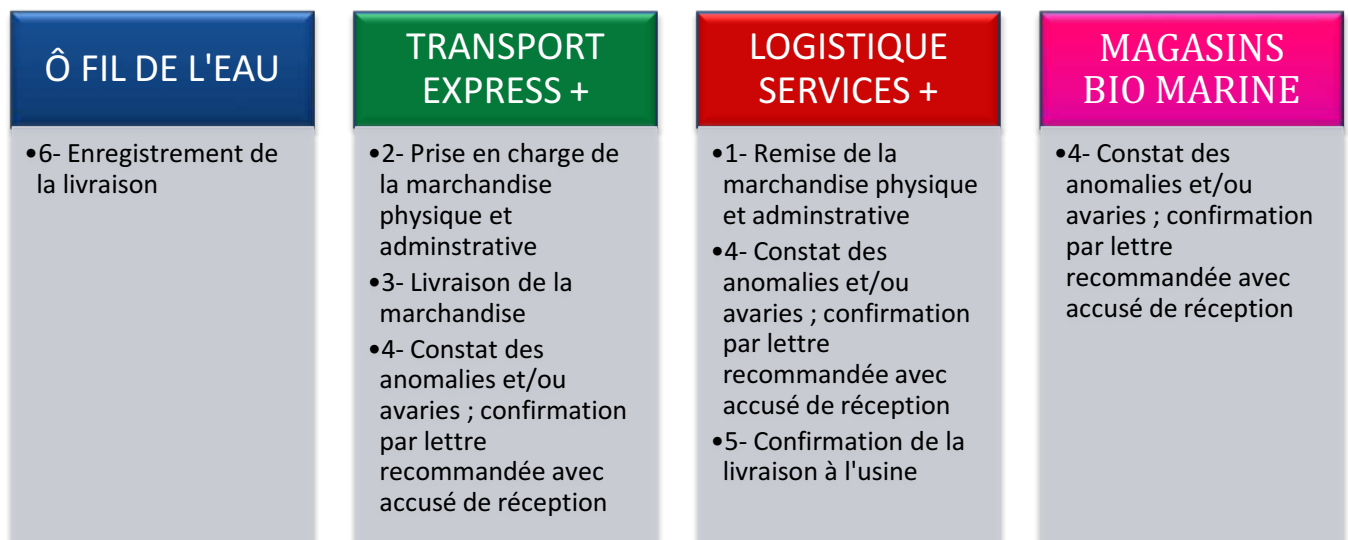 Ô FIL DE L'EAU
•6- Enregistrement de
la livraison
TRANSPORT
EXPRESS +
•2- Prise en charge de
la marchandise
physique et
adminstrative
•3- Livraison de la
marchandise
•4- Constat des
anomalies et/ou
avaries ; confirmation
par lettre
recommandée avec
accusé de réception
LOGISTIQUE
SERVICES +
•1- Remise de la
marchandise physique
et adminstrative
•4- Constat des
anomalies et/ou
avaries ; confirmation
par lettre
recommandée avec
accusé de réception
•5- Confirmation de la
livraison à l'usine
MAGASINS
BIO MARINE
•4- Constat des
anomalies et/ou
avaries ; confirmation
par lettre
recommandée avec
accusé de réception